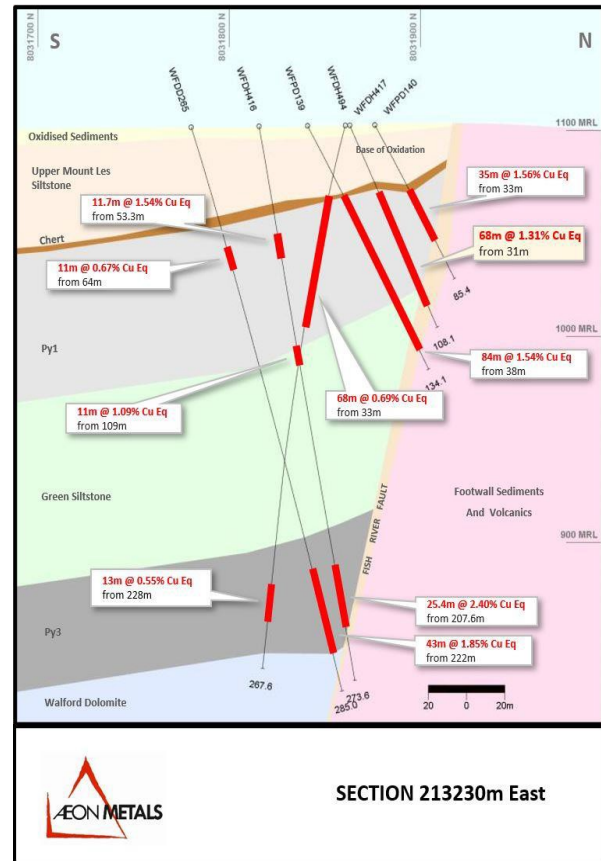 8031700 N
8031800 N
8031900 N
S
N
WFDD285
WFDH416
WFPD139
WFDH494
WFDH417
WFPD140
1100 MRL
Oxidised Sediments
Base of Oxidation
Upper Mount Les
Siltstone
11.7m @ 1.54% Cu Eq
from 53.3m
35m @ 1.56% Cu Eq
from 33m
68m @ 1.31% Cu Eq
from 31m
Chert
11m @ 0.67% Cu Eq
from 64m
85.4
1000 MRL
108.1
Py1
84m @ 1.54% Cu Eq
from 38m
134.1
68m @ 0.69% Cu Eq
from 33m
11m @ 1.09% Cu Eq
from 109m
Green Siltstone
Footwall Sediments
And Volcanics
FISH RIVER FAULT
900 MRL
13m @ 0.55% Cu Eq
from 228m
25.4m @ 2.40% Cu Eq
from 207.6m
Py3
43m @ 1.85% Cu Eq
from 222m
267.6
273.6
285.0
20 0 20m
Walford Dolomite
ÆON METALS
SECTION 213230m East